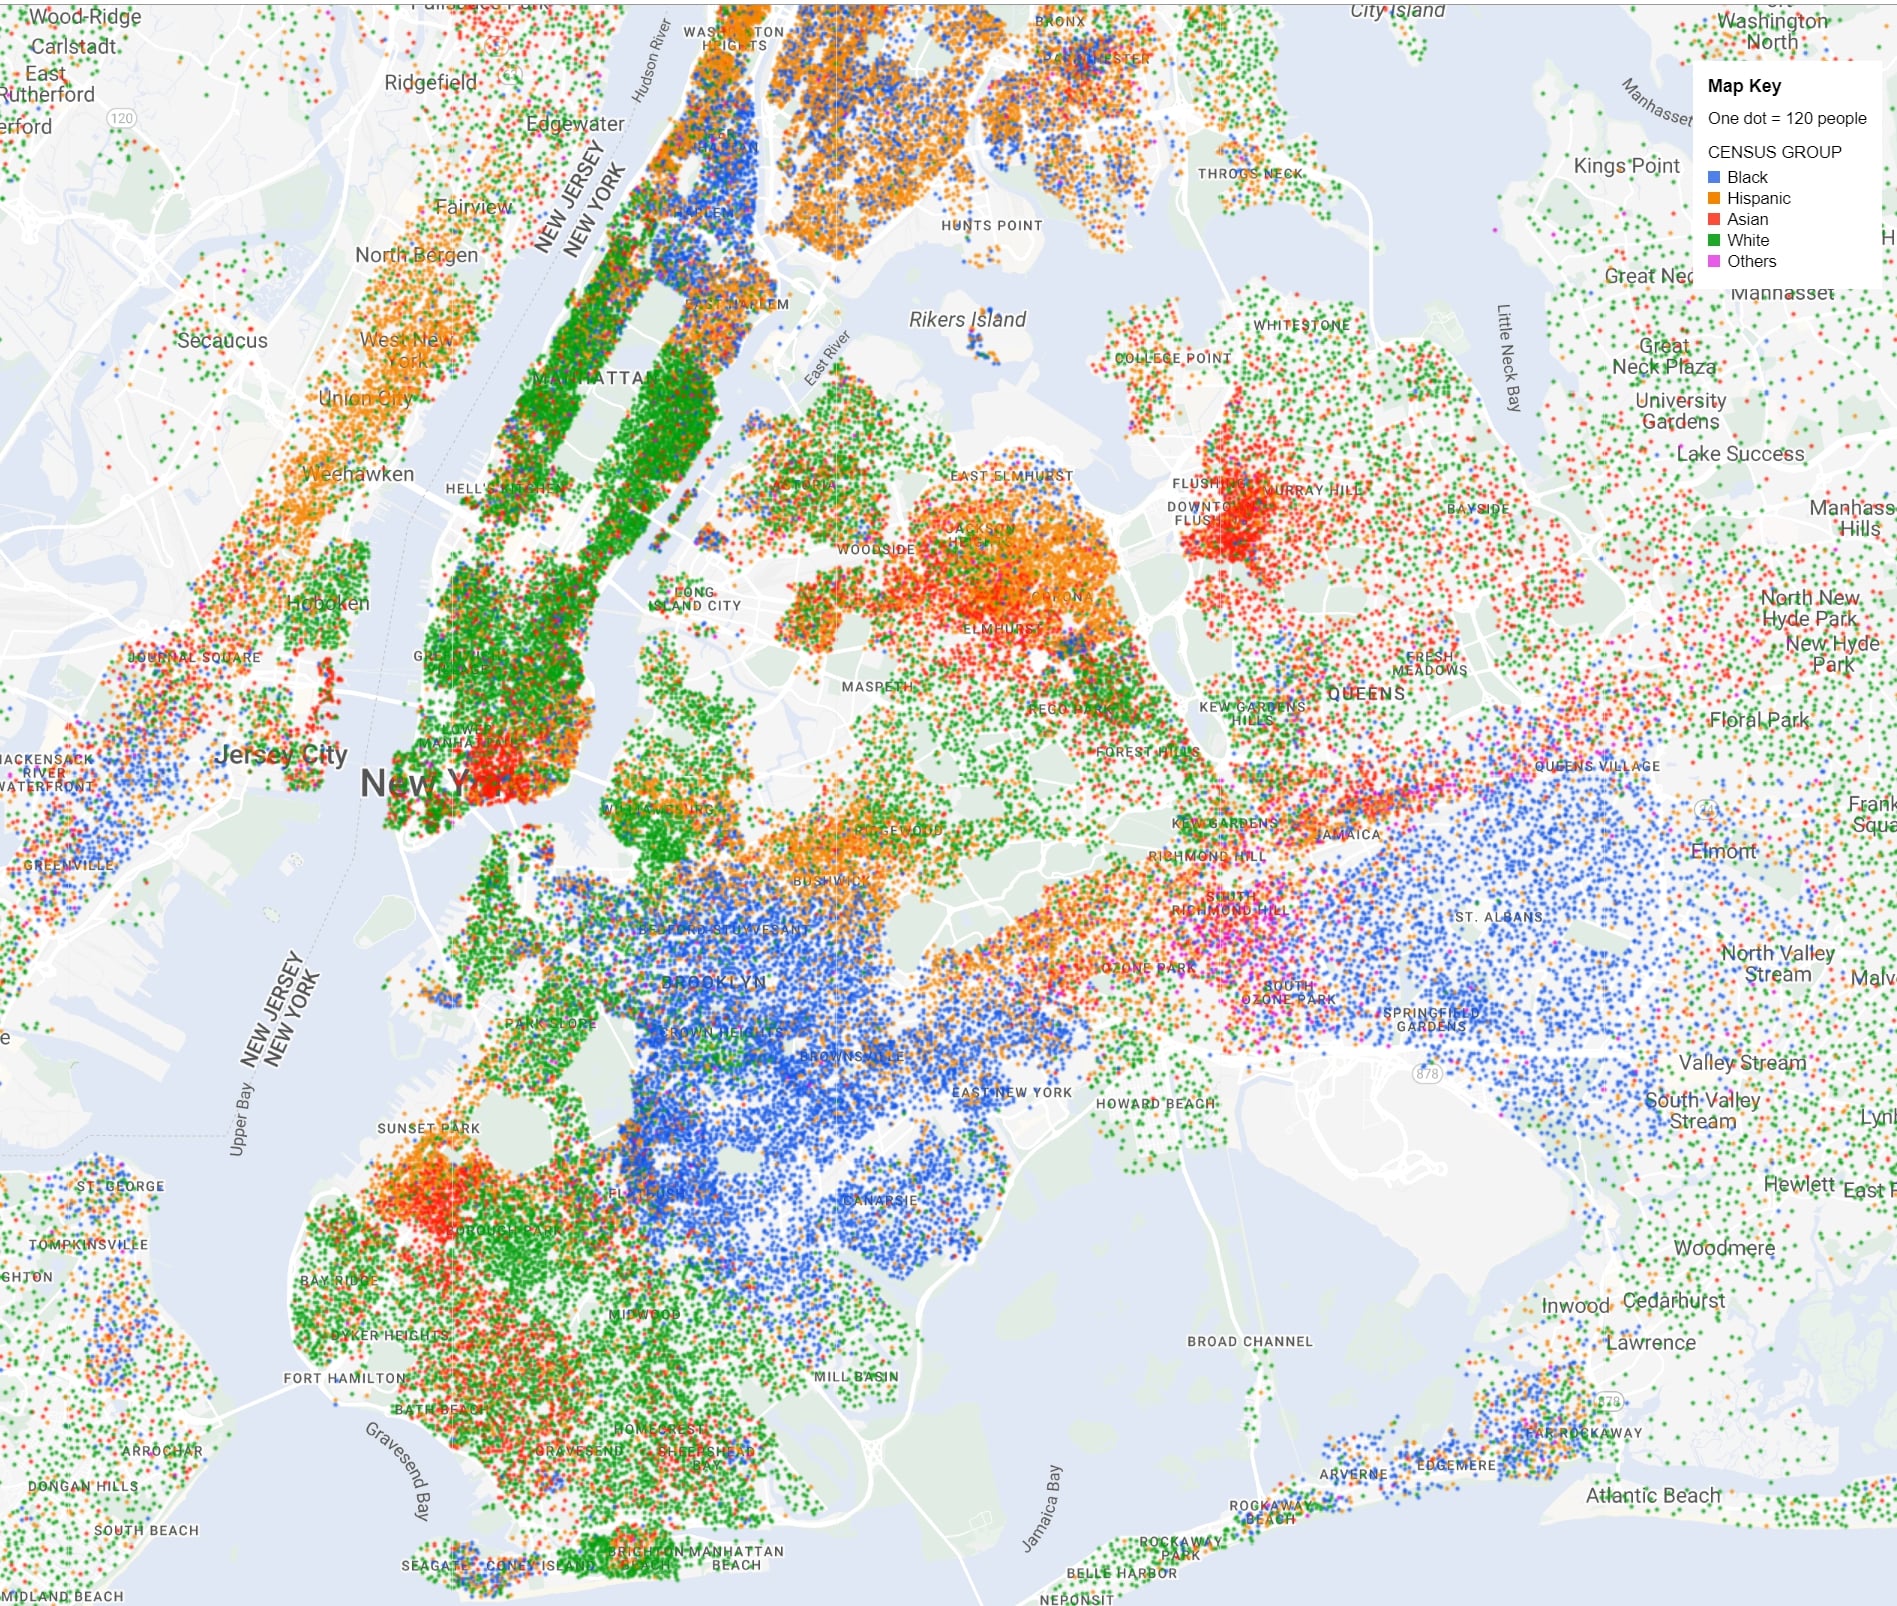 Wood-Ridge
Carlstadt
East
Rutherford
erford
120
Ridgefield
Edgewater
Fairview
North Bergen
Secaucus
West New
York
Union City
Weehawken
Hoboken
JOURNAL SQUARE
Jersey City
HACKENSACK
RIVER
WATERFRONT
GREENVILLE
Hudson River
NEW JERSEY
NEW YORK
WASHINGTON
HEIGHTS
HARLEM
EAST HARLEM
MANHATTAN
HELL'S KITCHEN
LOWER
MANHATTAN
New York
BRONX
PARKCHESTER
THROGS NECK
HUNTS POINT
City Island
Rikers Island
East River
Port Washington
North
Manhasset
Map Key
One dot = 120 people
CENSUS GROUP
Black
Hispanic
Asian
White
Others
Kings Point
Great Nec
Manhasset
Great
Neck Plaza
University
Gardens
Lake Success
Manhass
Hills
Little Neck Bay
WHITESTONE
COLLEGE POINT
FLUSHING
DOWNTOWN
FLUSHING
MURRAY HILL
BAYSIDE
ASTORIA
EAST ELMHURST
JACKSON
HEIGHTS
WOODSIDE
CORONA
ELMHURST
LONG
ISLAND CITY
MASPETH
REGO PARK
FOREST HILLS
KEW GARDENS
HILLS
FRESH
MEADOWS
QUEENS
North New
Hyde Park
New Hyde
Park
Floral Park
QUEENS VILLAGE
Frank
Squa
Elmont
KEW GARDENS
JAMAICA
RICHMOND HILL
SOUTH
RICHMOND HILL
ST. ALBANS
OZONE PARK
SOUTH
OZONE PARK
SPRINGFIELD
GARDENS
North Valley
Stream
Malv
Valley Stream
South Valley
Stream
Lynb
878
WILLIAMSBURG
RIDGEWOOD
BUSHWICK
BEDFORD-STUYVESANT
BROOKLYN
CROWN HEIGHTS
PARK SLOPE
BROWNSVILLE
EAST NEW YORK
HOWARD BEACH
NEW JERSEY
NEW YORK
Upper Bay
SUNSET PARK
FLATBUSH
CANARSIE
BOROUGH PARK
BAY RIDGE
MIDWOOD
DYKER HEIGHTS
FORT HAMILTON
MILL BASIN
BATH BEACH
HOMECREST
GRAVESEND
SHEEPSHEAD
BAY
Gravesend Bay
SEAGATE
CONEY ISLAND
BRIGHTON
BEACH
MANHATTAN
BEACH
ST. GEORGE
TOMPKINSVILLE
GHTON
ARROCHAR
DONGAN HILLS
SOUTH BEACH
MIDLAND BEACH
Hewlett
East R
Woodmere
Inwood
Cedarhurst
Lawrence
BROAD CHANNEL
878
FAR ROCKAWAY
EDGEMERE
ARVERNE
Atlantic Beach
ROCKAWAY
BEACH
ROCKAWAY
PARK
BELLE HARBOR
NEPONSIT
Jamaica Bay